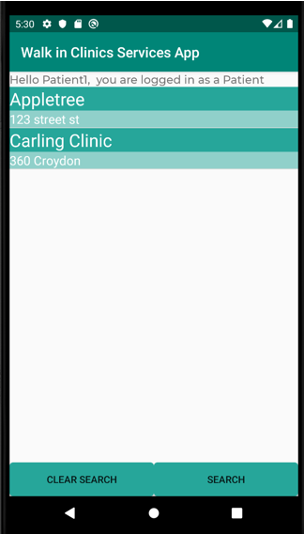 5:30
Walk in Clinics Services App
Hello Patient1, you are logged in as a Patient
Appletree
123 street st
Carling Clinic
360 Croydon
CLEAR SEARCH SEARCH